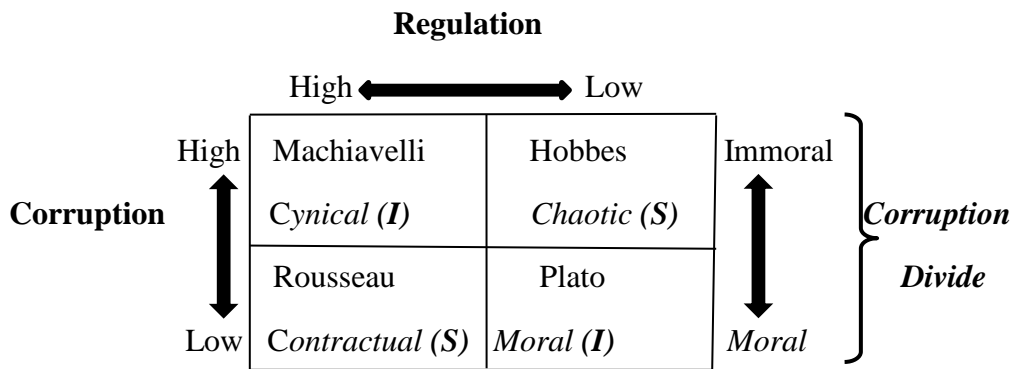 Regulation
High Low
High Machiavelli Hobbes Immoral
Corruption Cynical (I) Chaotic (S) Corruption
Rousseau Plato Divide
Low Contractual (S) Moral (I) Moral